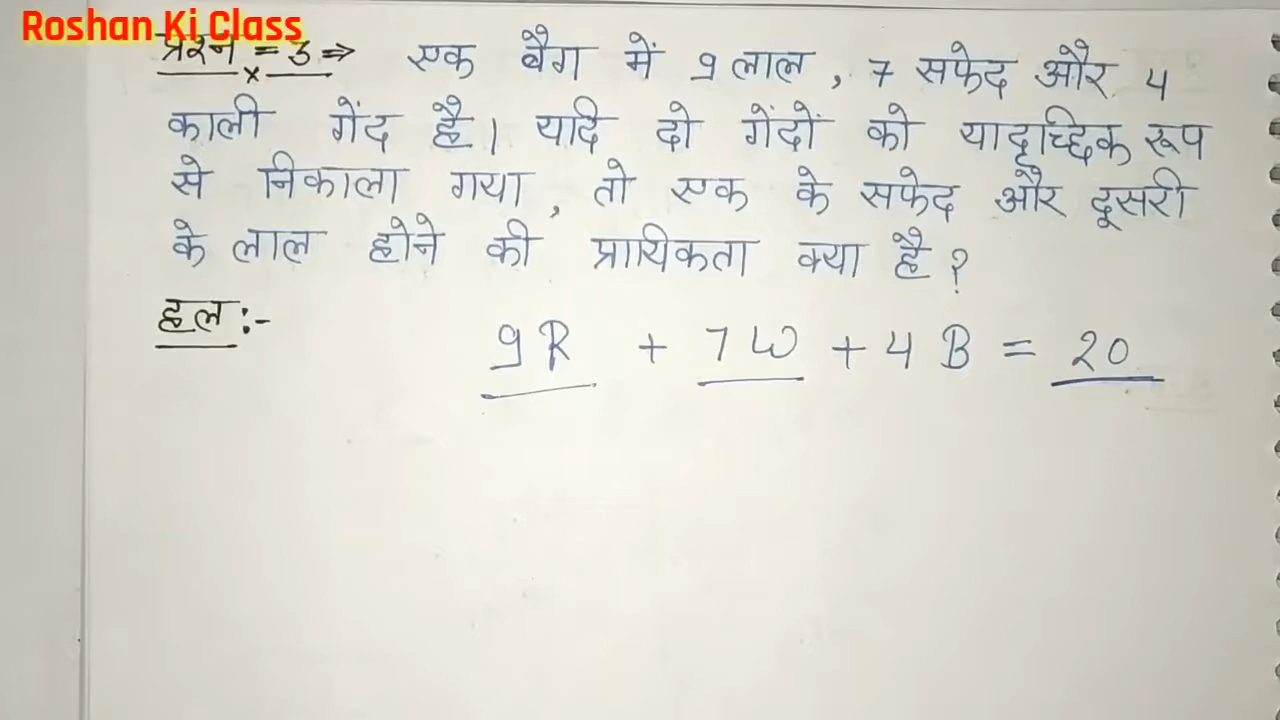 Roshan Ki Class
प्रश्न = 3 ⇒ एक बैग में 9 लाल, 7 सफेद और 4
काली गेंद है। यदि दो गेंदों को यादृच्छिक रूप
से निकाला गया, तो एक के सफेद और दूसरी
के लाल होने की प्रायिकता क्या है?
हल:-
9R + 7W + 4B = 20